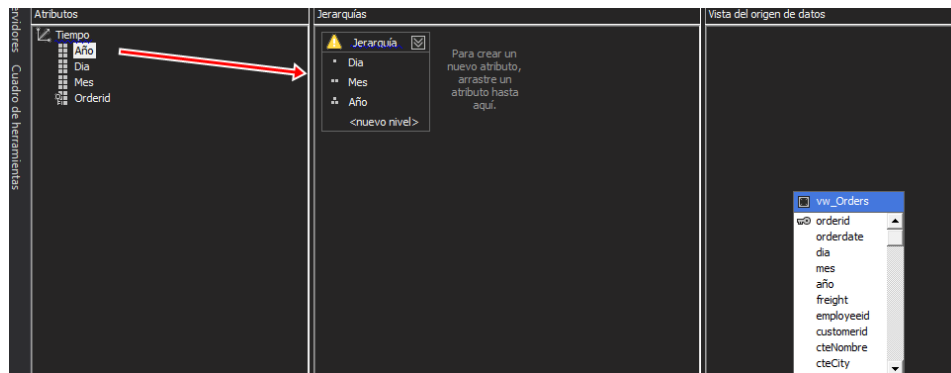 rvidores
Cuadro de herramientas
Atributos
Tiempo
Año
Dia
Mes
Orderid
Jerarquías
Jerarquía
Dia
Mes
Año
<nuevo nivel>
Para crear un
nuevo atributo,
arrastre un
atributo hasta
aquí.
Vista del origen de datos
vw_Orders
orderid
orderdate
dia
mes
año
freight
employeeid
customerid
cteNombre
cteCity